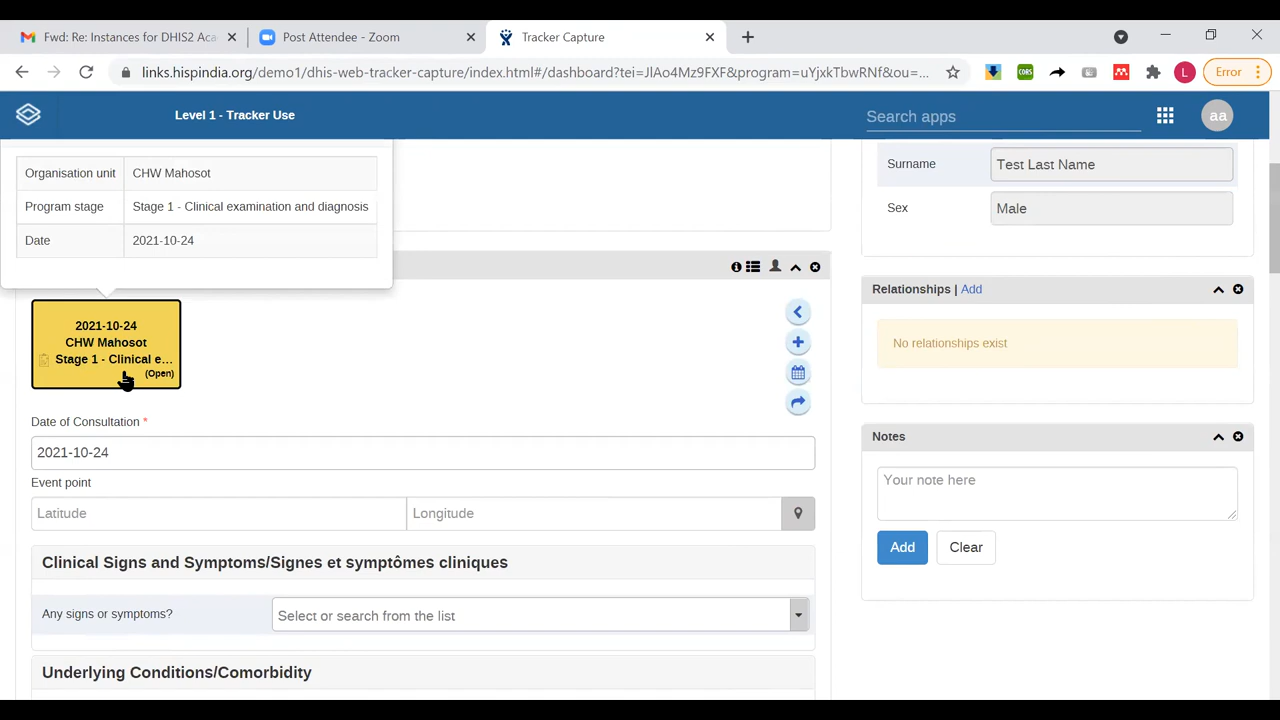 Fwd: Re: Instances for DHIS2 Aca
Post Attendee - Zoom
Tracker Capture
links.hispindia.org/demo1/dhis-web-tracker-capture/index.html#/dashboard?tei=JlAo4Mz9FXF&program=uYjxkTbwRNf&ou=...
CORS
L
Error
Level 1 - Tracker Use
Search apps
aa
Organisation unit CHW Mahosot
Program stage Stage 1 - Clinical examination and diagnosis
Date 2021-10-24
2021-10-24
CHW Mahosot
Stage 1 - Clinical e...
(Open)
Date of Consultation *
2021-10-24
Event point
Latitude Longitude
Clinical Signs and Symptoms/Signes et symptômes cliniques
Any signs or symptoms? Select or search from the list
Underlying Conditions/Comorbidity
Surname Test Last Name
Sex Male
Relationships | Add
No relationships exist
Notes
Your note here
Add Clear